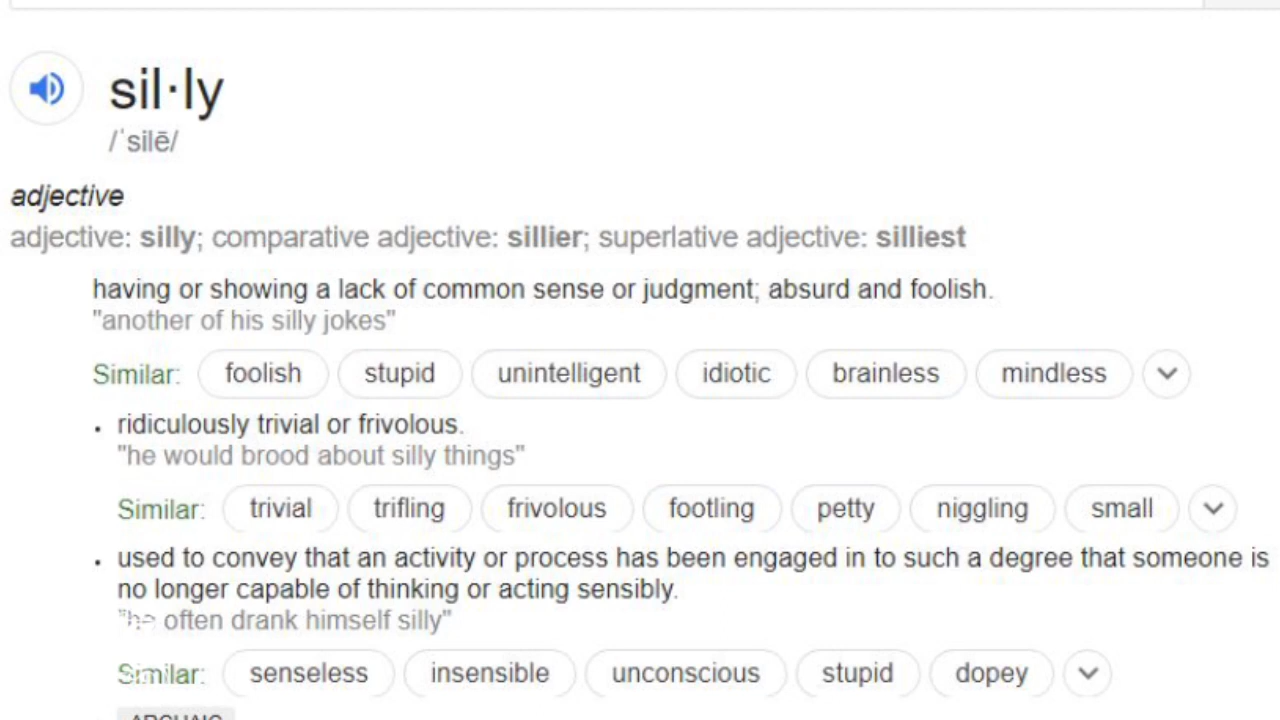 sil·ly
/ˈsilē/
adjective
adjective: silly; comparative adjective: sillier; superlative adjective: silliest
having or showing a lack of common sense or judgment; absurd and foolish.
"another of his silly jokes"
Similar: foolish stupid unintelligent idiotic brainless mindless
• ridiculously trivial or frivolous.
"he would brood about silly things"
Similar: trivial trifling frivolous footling petty niggling small
• used to convey that an activity or process has been engaged in to such a degree that someone is
no longer capable of thinking or acting sensibly.
"he often drank himself silly"
Similar: senseless insensible unconscious stupid dopey
ARCHAIC